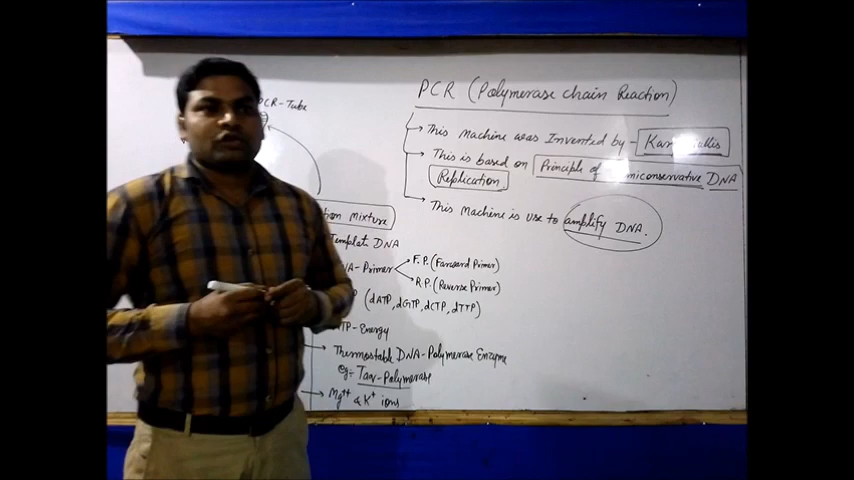 PCR (Polymerase Chain Reaction)
This Machine was Invented by - Kary Mullis
This is based on Principle of Semiconservative DNA
Replication.
This Machine is use to amplify DNA.
PCR-Tube
mixture
Template DNA
DNA-Primer
F.P. (Forward Primer)
R.P. (Reverse Primer)
(dATP, dGTP, dCTP, dTTP)
ATP-Energy
Thermostable DNA-Polymerase Enzyme
Eg:- Taq-Polymerase
Mg++ & K+ ions